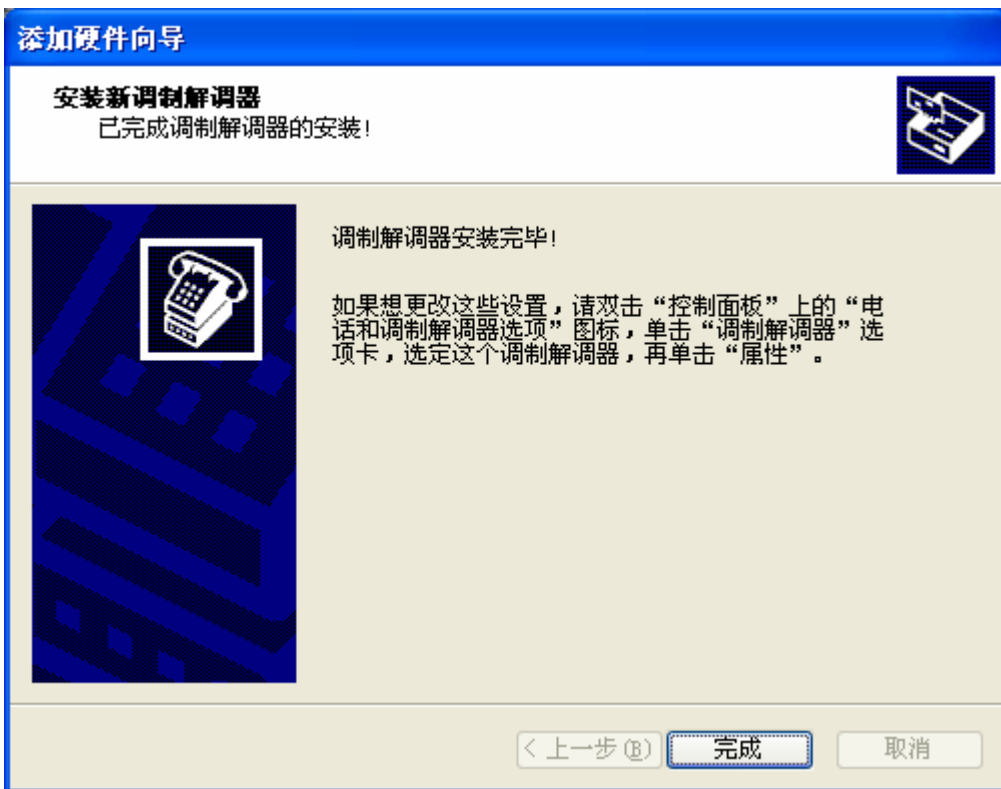 添加硬件向导
安装新调制解调器
已完成调制解调器的安装!
调制解调器安装完毕!
如果想更改这些设置,请双击“控制面板”上的“电
话和调制解调器选项”图标,单击“调制解调器”选
项卡,选定这个调制解调器,再单击“属性”。
< 上一步(B)
完成
取消